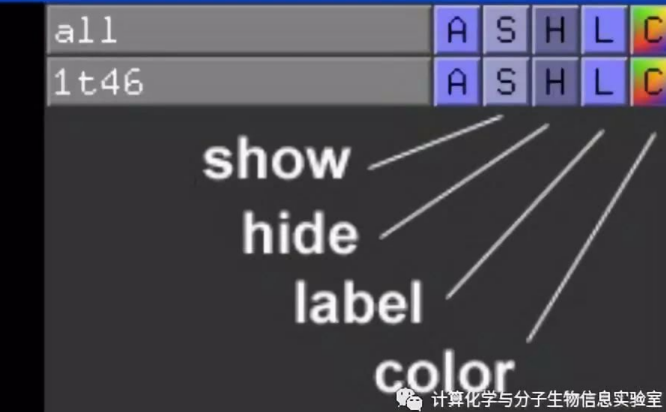 all A S H L C
1t46 A S H L C
show
hide
label
color
计算化学与分子生物信息实验室